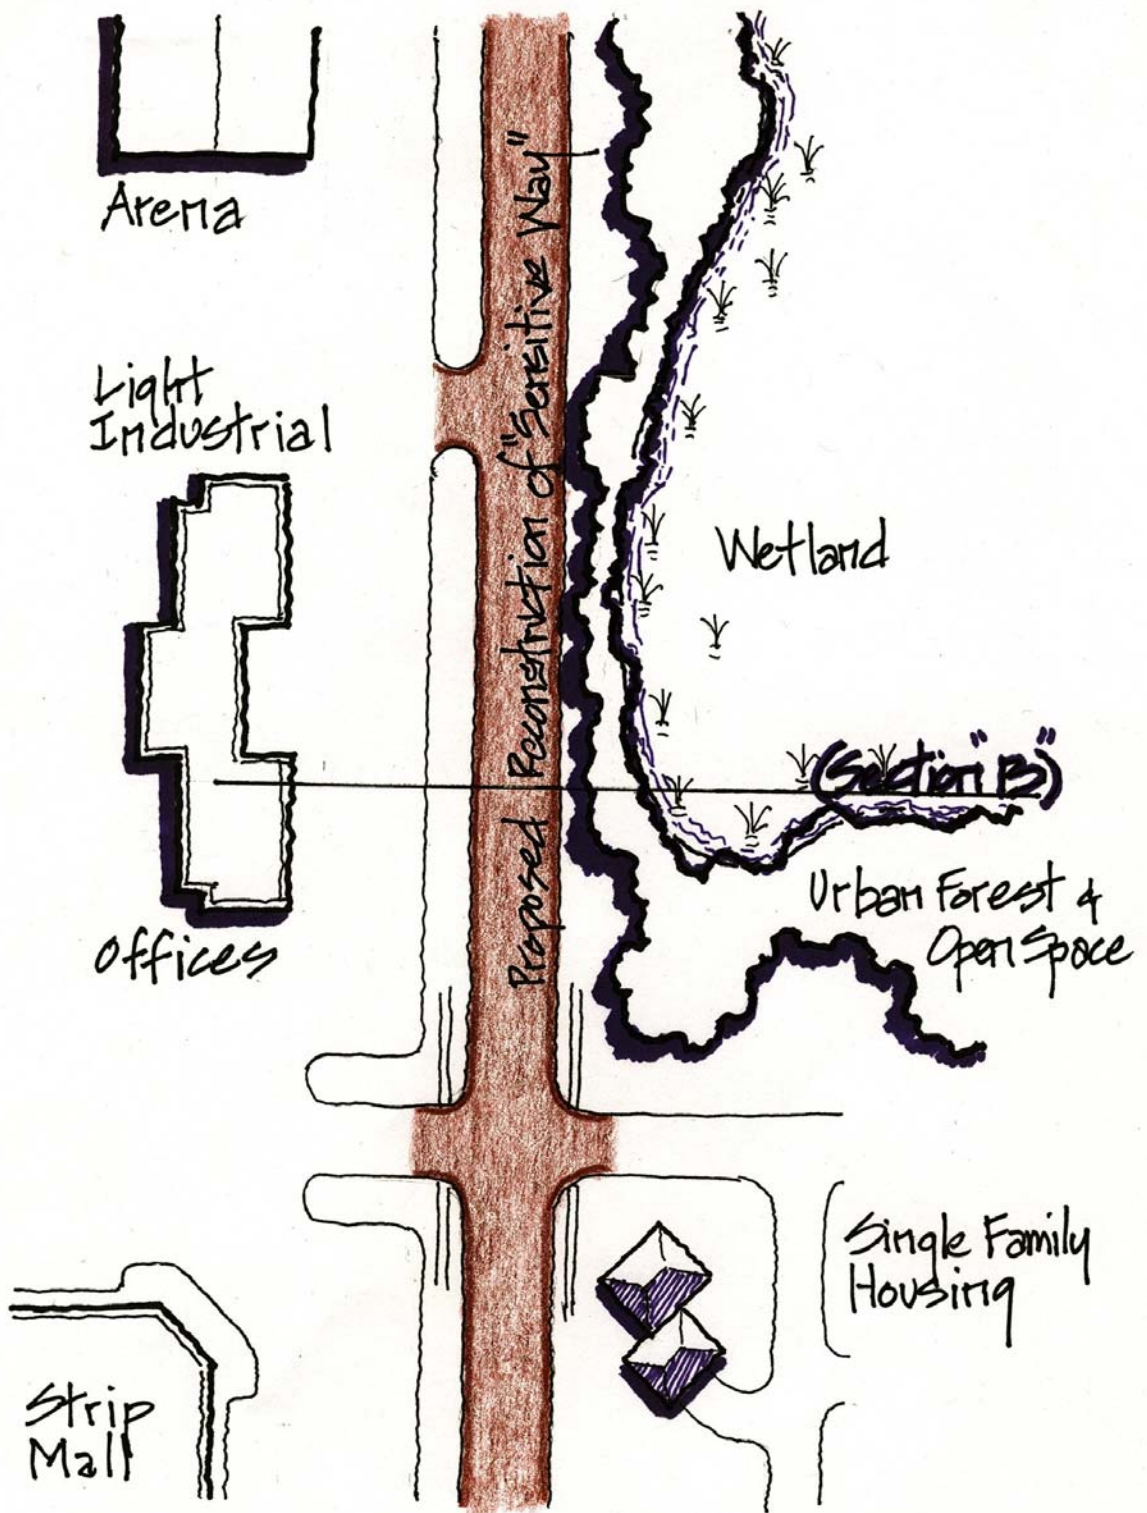 Arena
Proposed Reconstruction of "Sensitive Way"
Light
Industrial
Wetland
(Section "B")
Urban Forest &
Open Space
Offices
Single Family
Housing
Strip
Mall